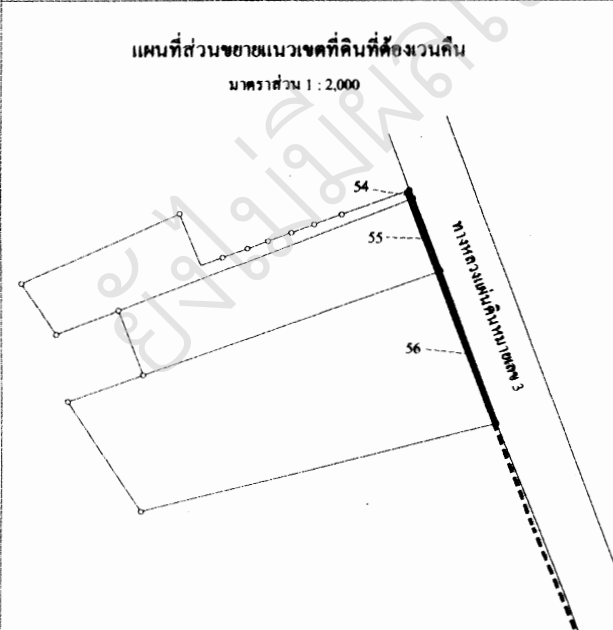 แผนที่ส่วนขยายแนวเขตที่ดินที่ต้องเวนคืน
มาตราส่วน 1 : 2,000
54
55
ทางหลวงแผ่นดินหมายเลข 3
56